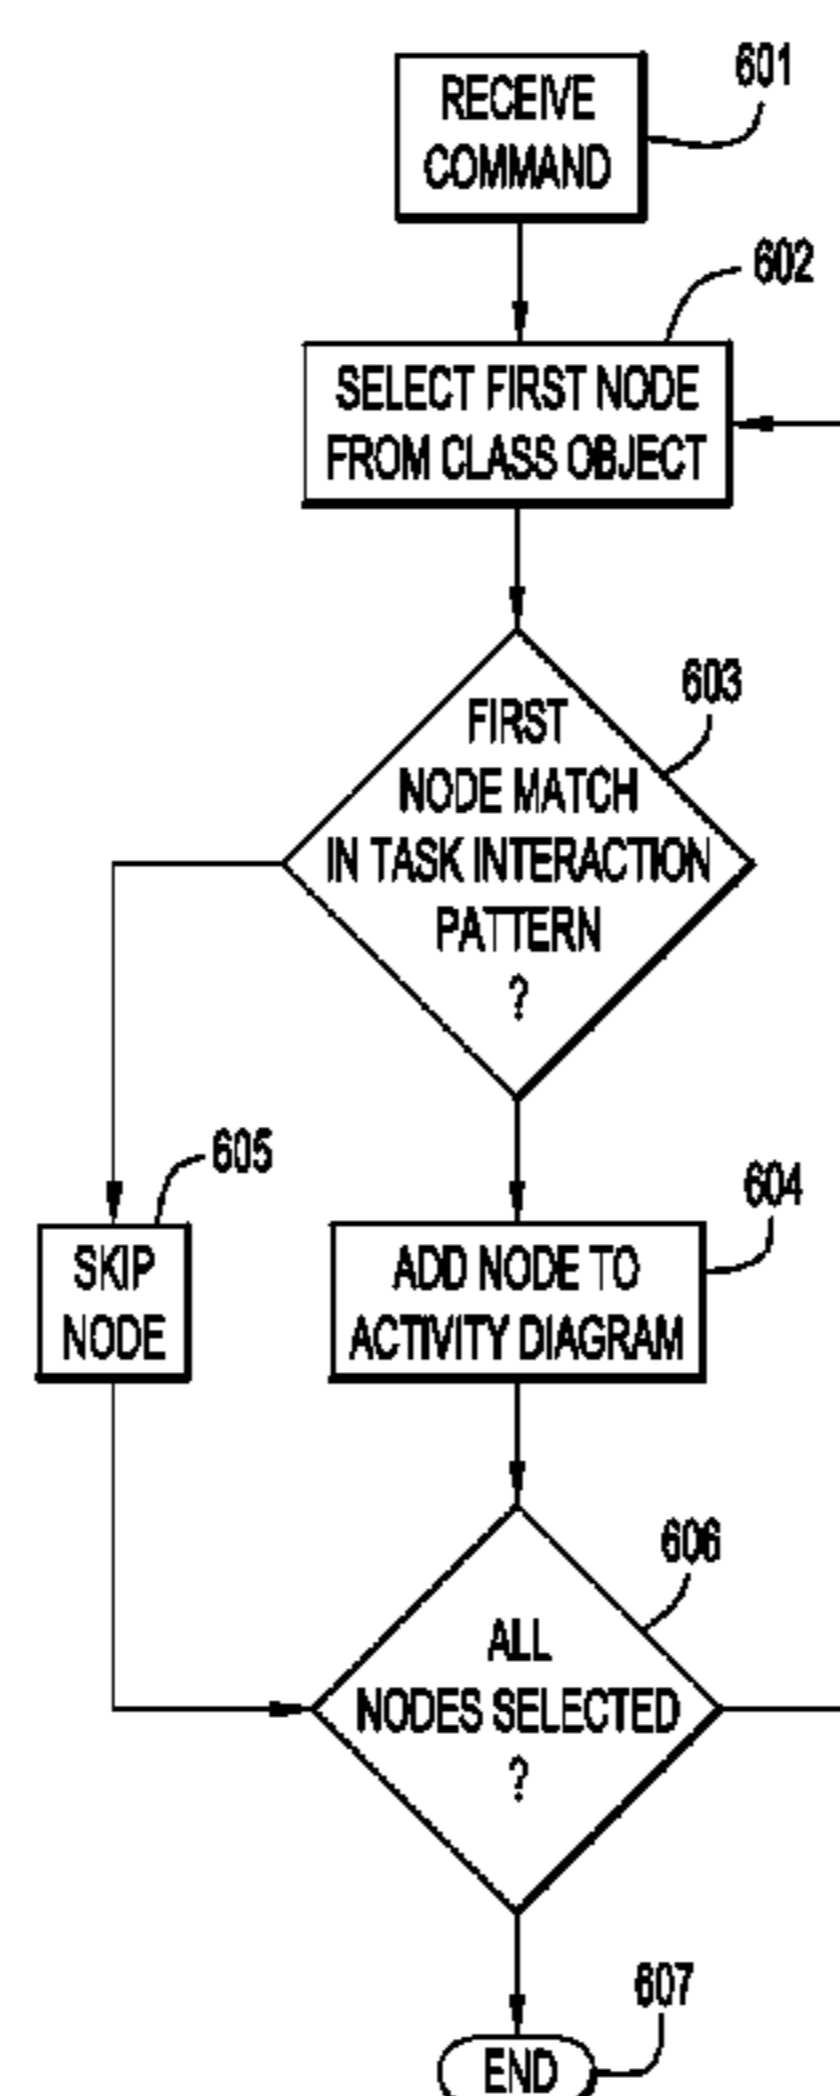 601
RECEIVE
COMMAND
602
SELECT FIRST NODE
FROM CLASS OBJECT
603
FIRST
NODE MATCH
IN TASK INTERACTION
PATTERN
?
605
SKIP
NODE
604
ADD NODE TO
ACTIVITY DIAGRAM
606
ALL
NODES SELECTED
?
607
END